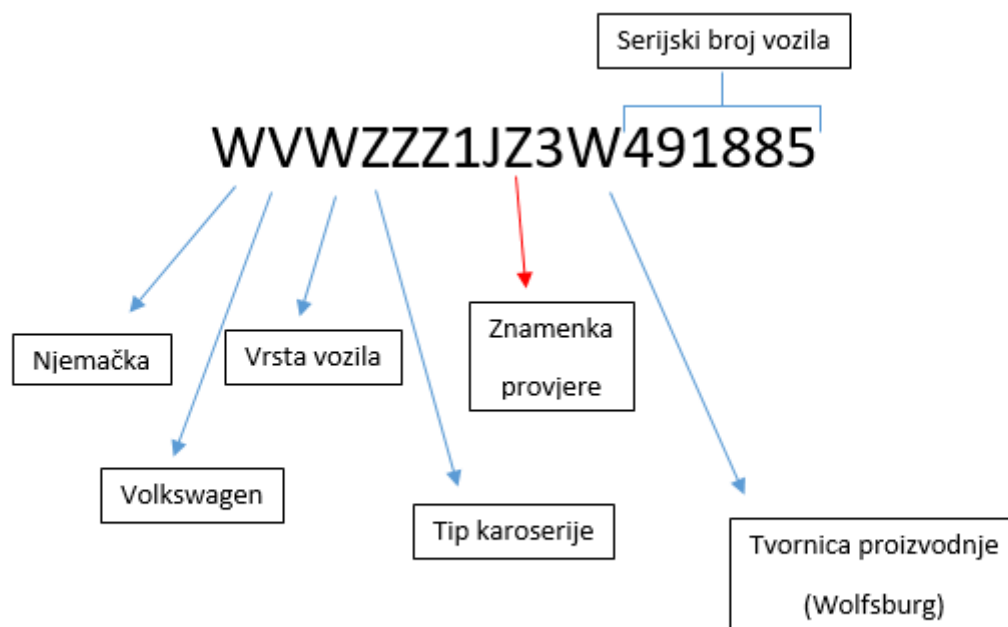 Serijski broj vozila
WVWZZZ1JZ3W491885
Njemačka
Vrsta vozila
Znamenka
provjere
Volkswagen
Tip karoserije
Tvornica proizvodnje
(Wolfsburg)